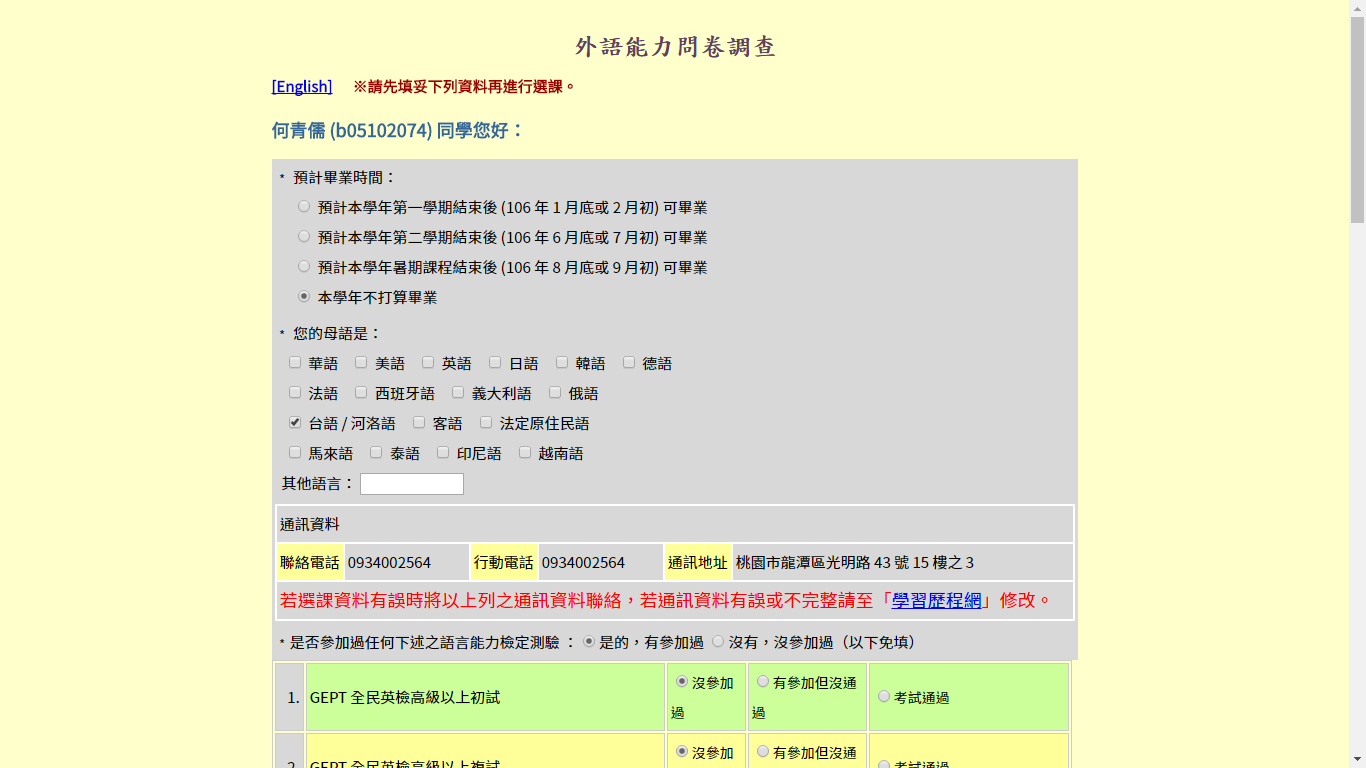 外語能力問卷調查
[English] ※請先填妥下列資料再進行選課。
何青儒 (b05102074) 同學您好：
* 預計畢業時間：
預計本學年第一學期結束後 (106 年 1 月底或 2 月初) 可畢業
預計本學年第二學期結束後 (106 年 6 月底或 7 月初) 可畢業
預計本學年暑期課程結束後 (106 年 8 月底或 9 月初) 可畢業
本學年不打算畢業
* 您的母語是：
華語 美語 英語 日語 韓語 德語
法語 西班牙語 義大利語 俄語
台語 / 河洛語 客語 法定原住民語
馬來語 泰語 印尼語 越南語
其他語言：
通訊資料
聯絡電話 0934002564 行動電話 0934002564 通訊地址 桃園市龍潭區光明路 43 號 15 樓之 3
若選課資料有誤時將以上列之通訊資料聯絡，若通訊資料有誤或不完整請至「學習歷程網」修改。
* 是否參加過任何下述之語言能力檢定測驗 ： 是的，有參加過 沒有，沒參加過（以下免填）
1. GEPT 全民英檢高級以上初試 沒參加過 有參加但沒通過 考試通過
2. GEPT 全民英檢高級以上複試 沒參加 有參加但沒通 考試通過